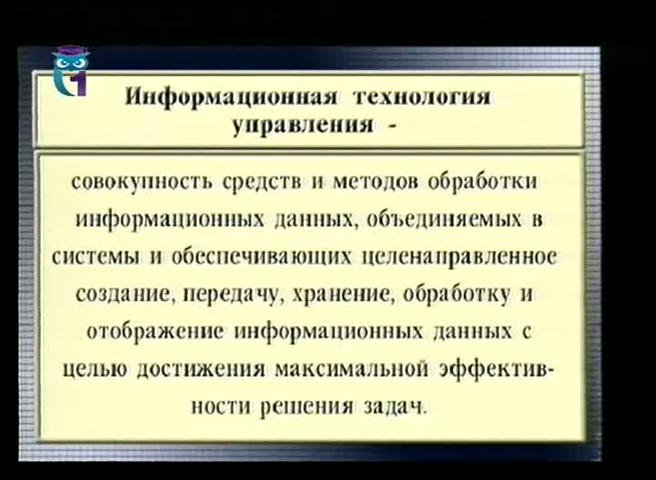 1
Информационная технология
управления -
совокупность средств и методов обработки
информационных данных, объединяемых в
системы и обеспечивающих целенаправленное
создание, передачу, хранение, обработку и
отображение информационных данных с
целью достижения максимальной эффектив-
ности решения задач.